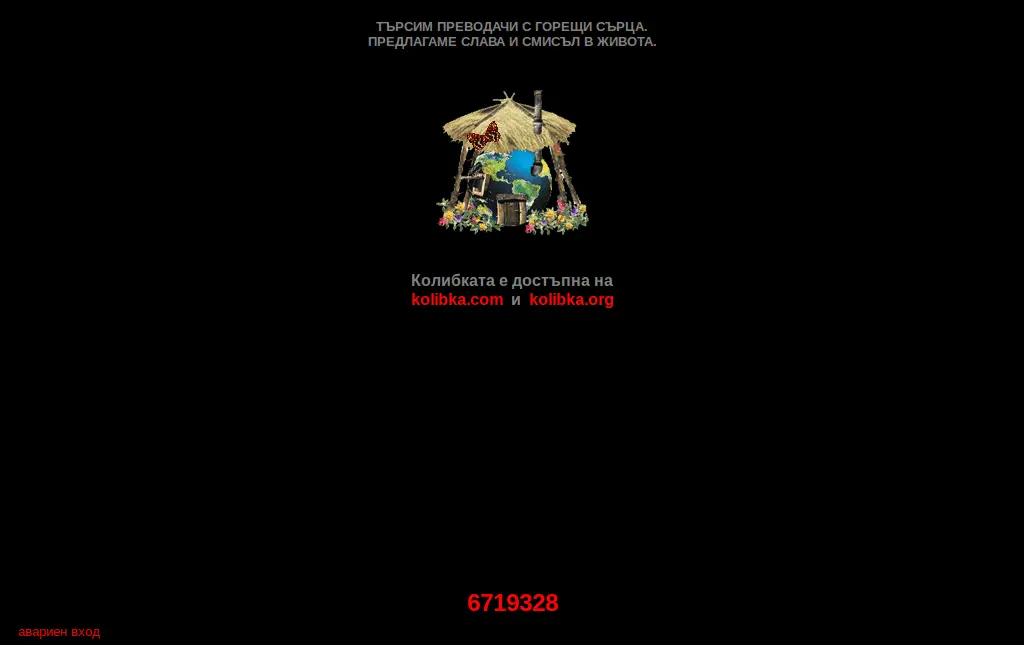 ТЪРСИМ ПРЕВОДАЧИ С ГОРЕЩИ СЪРЦА.
ПРЕДЛАГАМЕ СЛАВА И СМИСЪЛ В ЖИВОТА.
Колибката е достъпна на
kolibka.com и kolibka.org
6719328
авариен вход